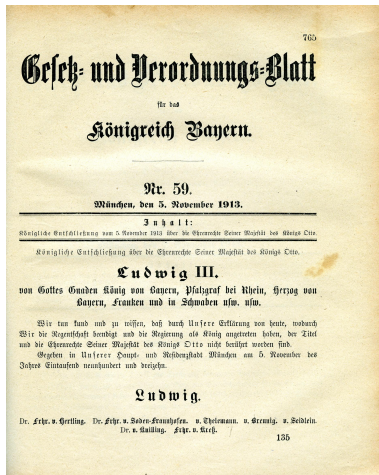 765
Gesetz- und Verordnungs-Blatt
für das
Königreich Bayern.
Nr. 59.
München, den 5. November 1913.
Inhalt:
Königliche Entschließung vom 5. November 1913 über die Ehrenrechte Seiner Majestät des Königs Otto.
Königliche Entschließung über die Ehrenrechte Seiner Majestät des Königs Otto.
Ludwig III.
von Gottes Gnaden König von Bayern, Pfalzgraf bei Rhein, Herzog von
Bayern, Franken und in Schwaben usw. usw.
Wir tun kund und zu wissen, daß durch Unsere Erklärung von heute, wodurch
Wir die Regentschaft beendigt und die Regierung als König angetreten haben, der Titel
und die Ehrenrechte Seiner Majestät des Königs Otto nicht berührt worden sind.
Gegeben in Unserer Haupt- und Residenzstadt München am 5. November des
Jahres Eintausend neunhundert und dreizehn.
Ludwig.
Dr. Frhr. v. Hertling. Dr. Frhr. v. Soden-Fraunhofen. v. Thelemann. v. Breunig. v. Seidlein.
Dr. v. Knilling. Frhr. v. Kreß.
135